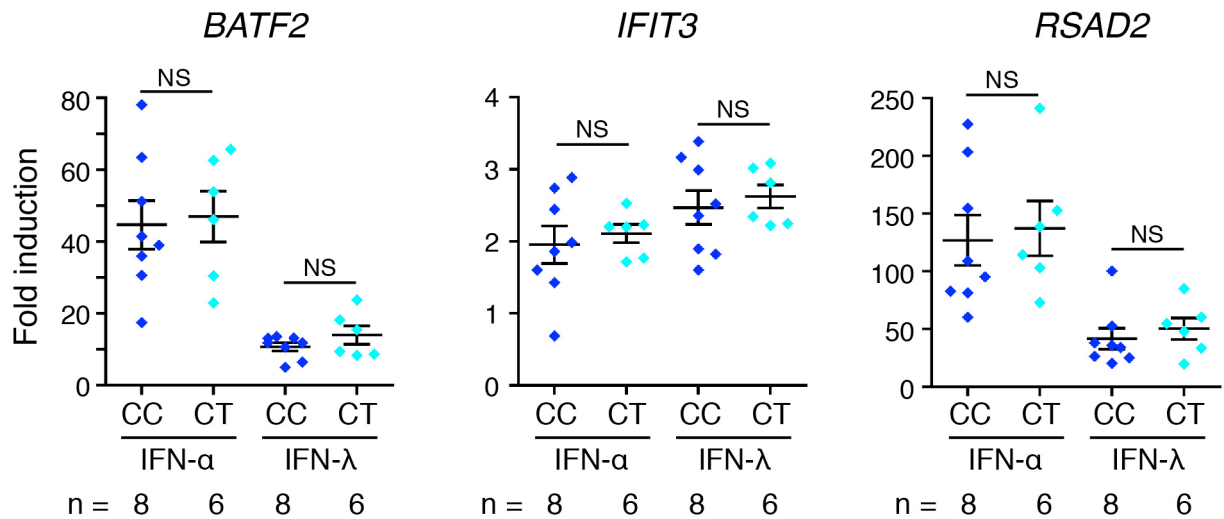 BATF2 IFIT3 RSAD2
Fold induction
80
60
40
20
0
NS
NS
CC CT CC CT
IFN-α IFN-λ
n = 8 6 8 6
4
3
2
1
0
NS
NS
CC CT CC CT
IFN-α IFN-λ
n = 8 6 8 6
250
200
150
100
50
0
NS
NS
CC CT CC CT
IFN-α IFN-λ
n = 8 6 8 6